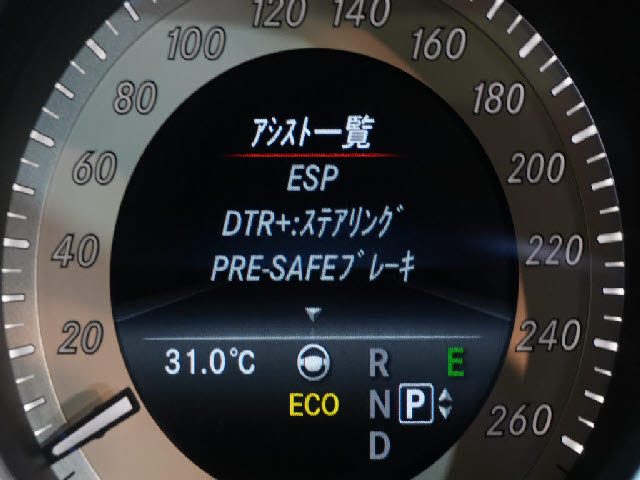 120 140
100 160
80 180
アシスト一覧
60 200
ESP
DTR+:ステアリング
40 220
PRE-SAFEブレーキ
20 240
31.0℃ R E
ECO N P 260
D